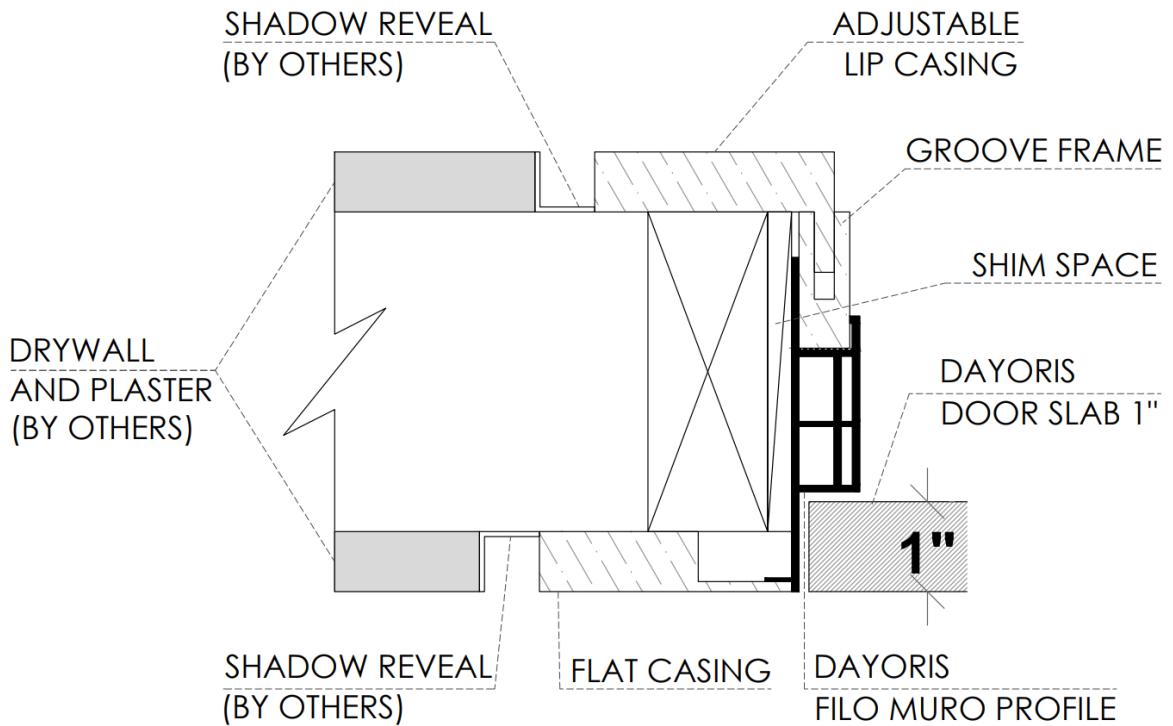 SHADOW REVEAL
(BY OTHERS)
ADJUSTABLE
LIP CASING
GROOVE FRAME
SHIM SPACE
DRYWALL
AND PLASTER
(BY OTHERS)
DAYORIS
DOOR SLAB 1"
1"
SHADOW REVEAL
(BY OTHERS)
FLAT CASING
DAYORIS
FILO MURO PROFILE